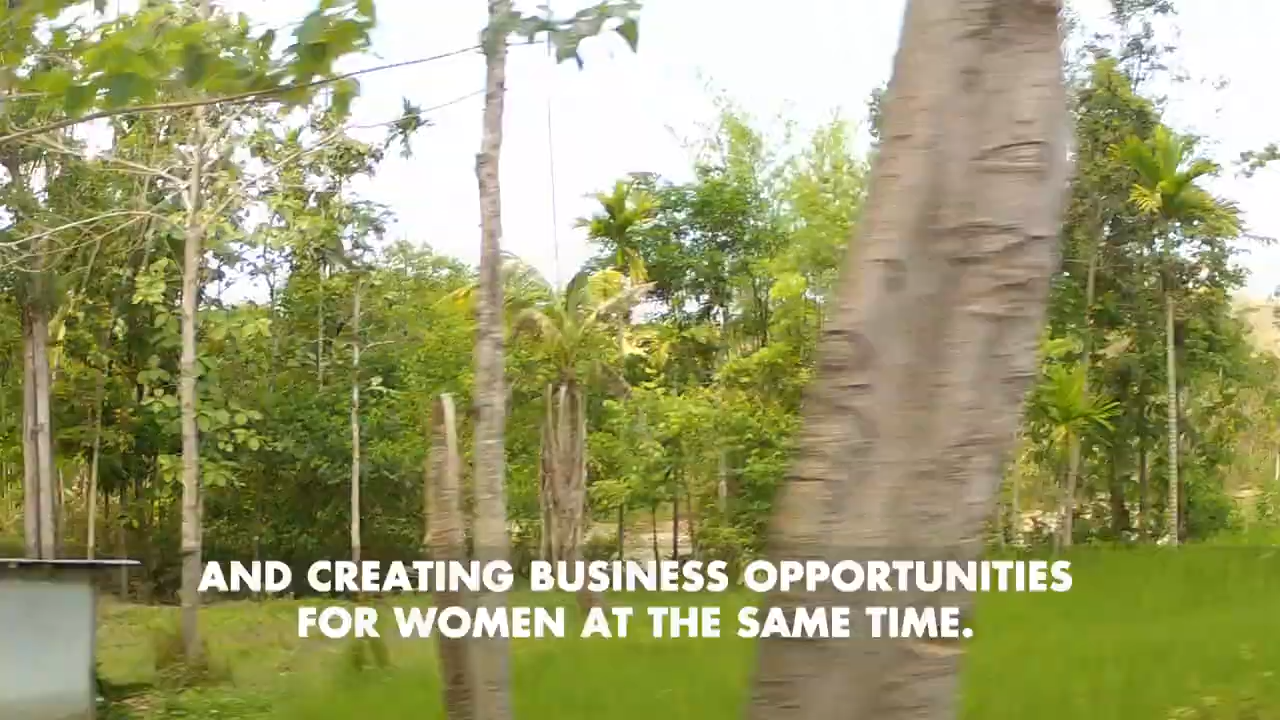 AND CREATING BUSINESS OPPORTUNITIES
FOR WOMEN AT THE SAME TIME.